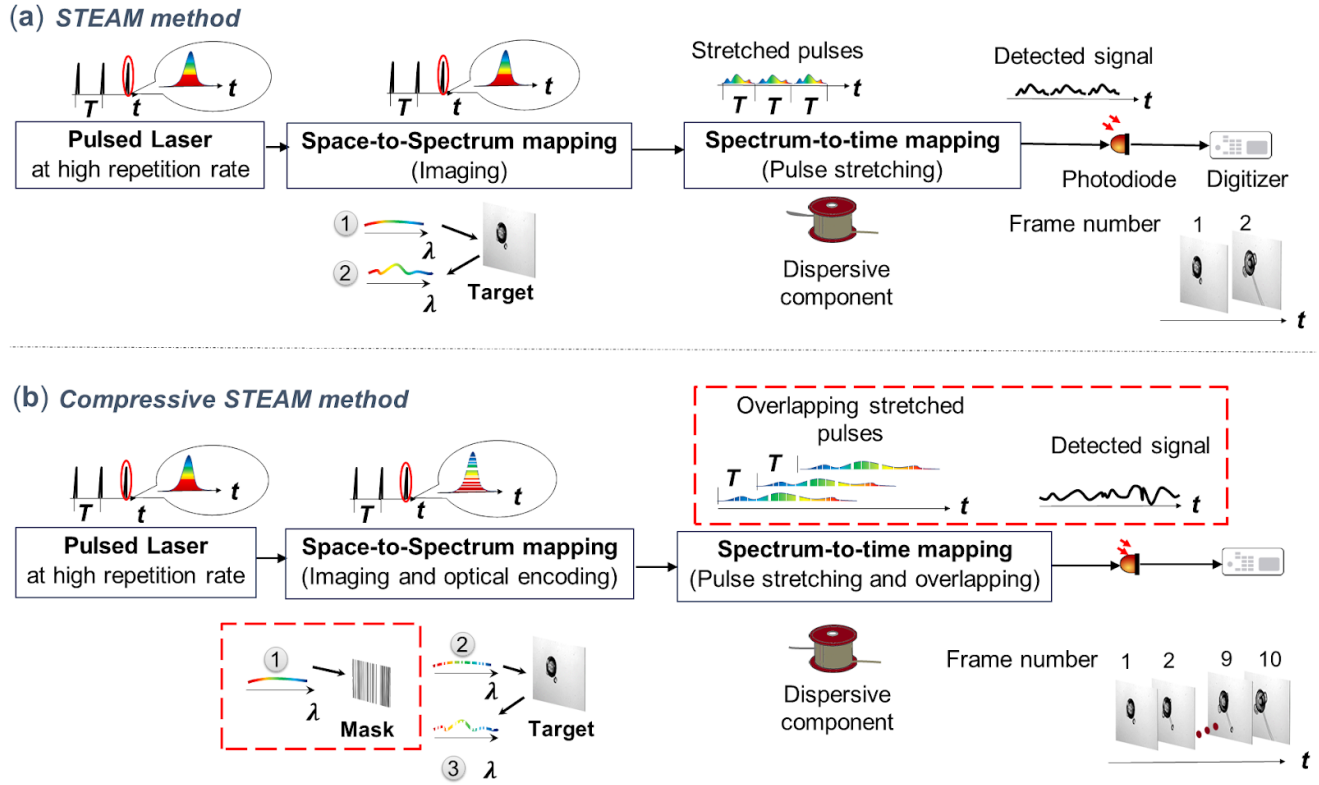 (a) STEAM method
Stretched pulses
Detected signal
T t t
T t t
T T T t
t
Pulsed Laser
at high repetition rate
Space-to-Spectrum mapping
(Imaging)
Spectrum-to-time mapping
(Pulse stretching)
Photodiode
Digitizer
1
λ
2
λ
Target
Dispersive
component
Frame number
1 2
t
(b) Compressive STEAM method
Overlapping stretched
pulses
Detected signal
T t t
T t t
T
T
t
t
Pulsed Laser
at high repetition rate
Space-to-Spectrum mapping
(Imaging and optical encoding)
Spectrum-to-time mapping
(Pulse stretching and overlapping)
1
λ
Mask
2
λ
Target
3 λ
Dispersive
component
Frame number
1 2 9 10
t